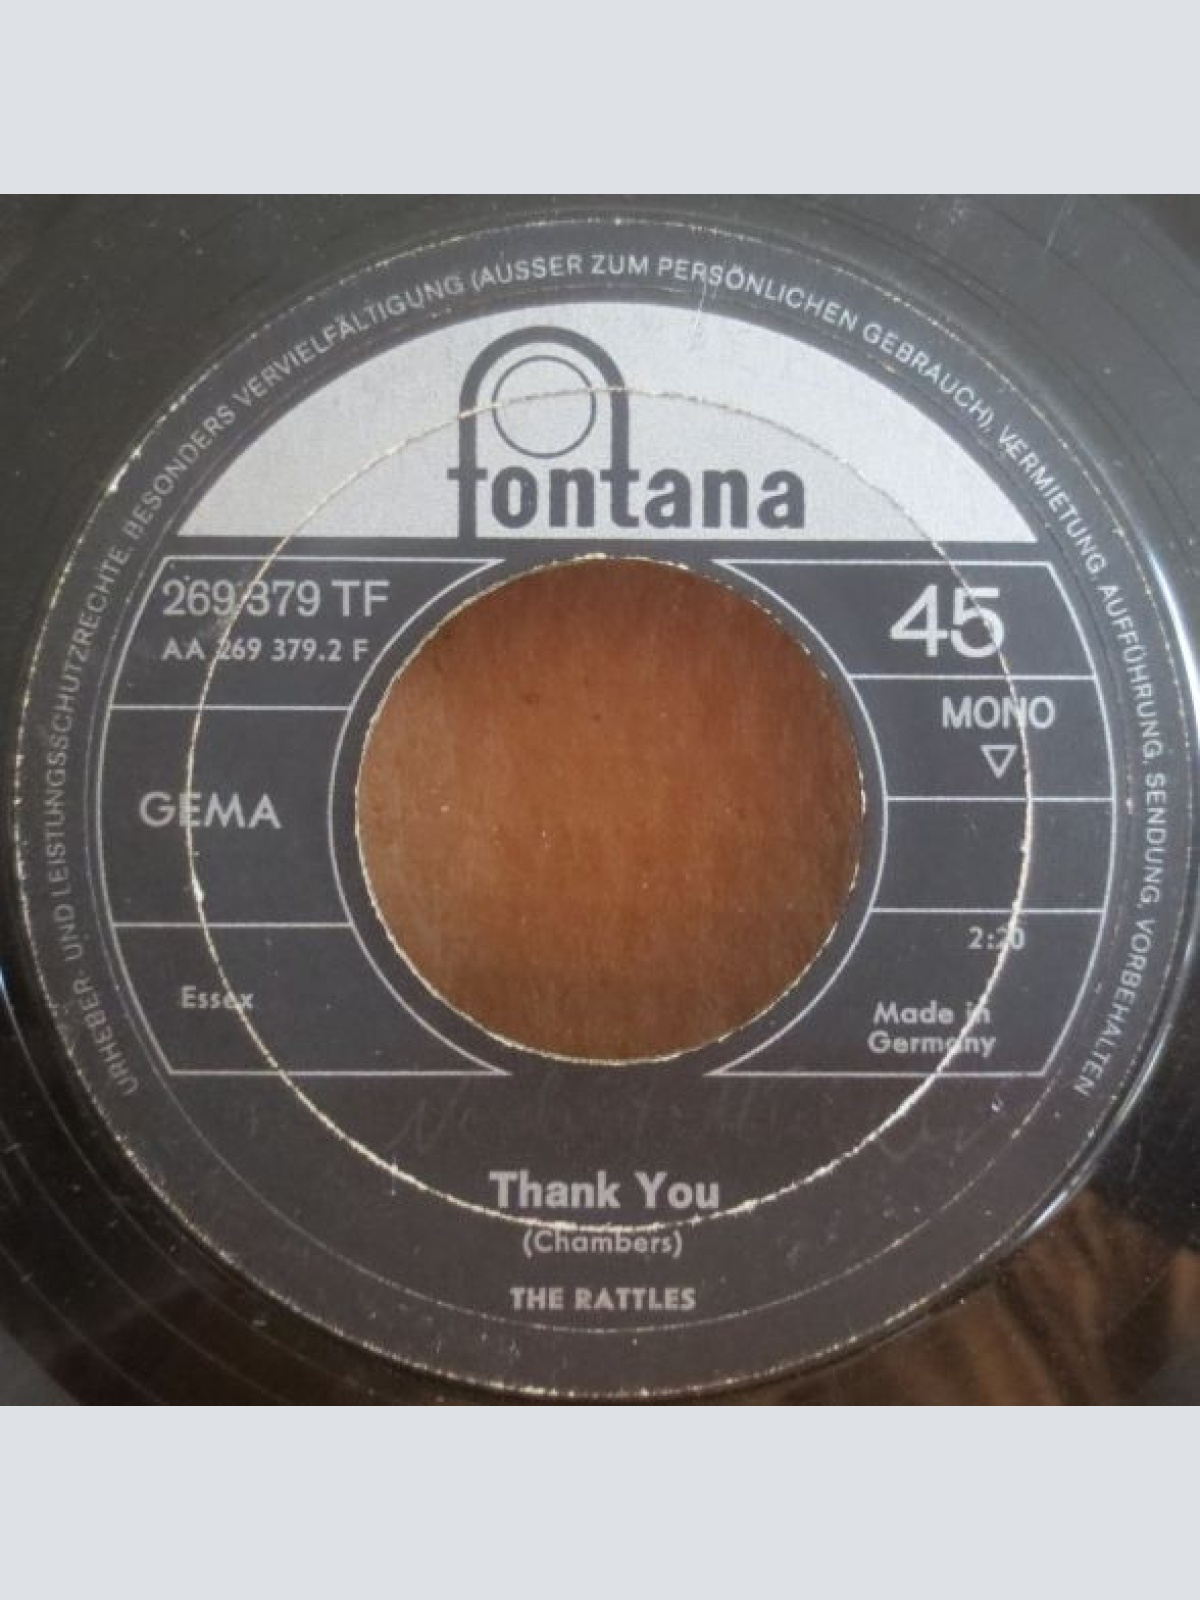 URHEBER- UND LEISTUNGSSCHUTZRECHTE, BESONDERS VERVIELFÄLTIGUNG (AUSSER ZUM PERSÖNLICHEN GEBRAUCH), VERMIETUNG, AUFFÜHRUNG, SENDUNG, VORBEHALTEN
fontana
269 379 TF
AA 269 379.2 F
45
MONO
GEMA
2:20
Essex
Made in
Germany
Thank You
(Chambers)
THE RATTLES